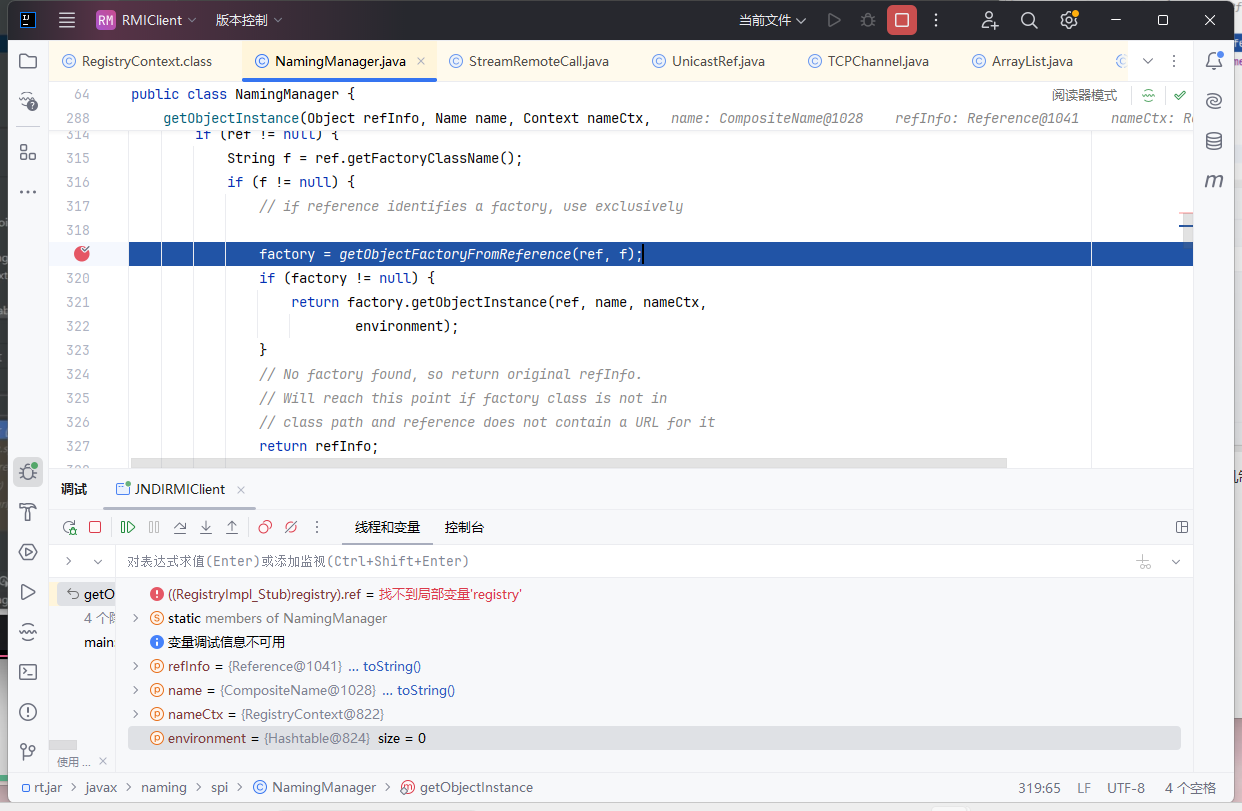 RM RMIClient 版本控制 当前文件
RegistryContext.class NamingManager.java StreamRemoteCall.java UnicastRef.java TCPChannel.java ArrayList.java
64 public class NamingManager { 阅读器模式
288 getObjectInstance(Object refInfo, Name name, Context nameCtx, name: CompositeName@1028 refInfo: Reference@1041 nameCtx: R
314 if (ref != null) {
315 String f = ref.getFactoryClassName();
316 if (f != null) {
317 // if reference identifies a factory, use exclusively
318
factory = getObjectFactoryFromReference(ref, f);
320 if (factory != null) {
321 return factory.getObjectInstance(ref, name, nameCtx,
322 environment);
323 }
324 // No factory found, so return original refInfo.
325 // Will reach this point if factory class is not in
326 // class path and reference does not contain a URL for it
327 return refInfo;
调试 JNDIRMIClient
线程和变量 控制台
对表达式求值(Enter)或添加监视(Ctrl+Shift+Enter)
getO ((RegistryImpl_Stub)registry).ref = 找不到局部变量'registry'
4 个 static members of NamingManager
main: 变量调试信息不可用
refInfo = {Reference@1041} ... toString()
name = {CompositeName@1028} ... toString()
nameCtx = {RegistryContext@822}
environment = {Hashtable@824} size = 0
使用 ...
rt.jar javax naming spi NamingManager getObjectInstance 319:65 LF UTF-8 4 个空格